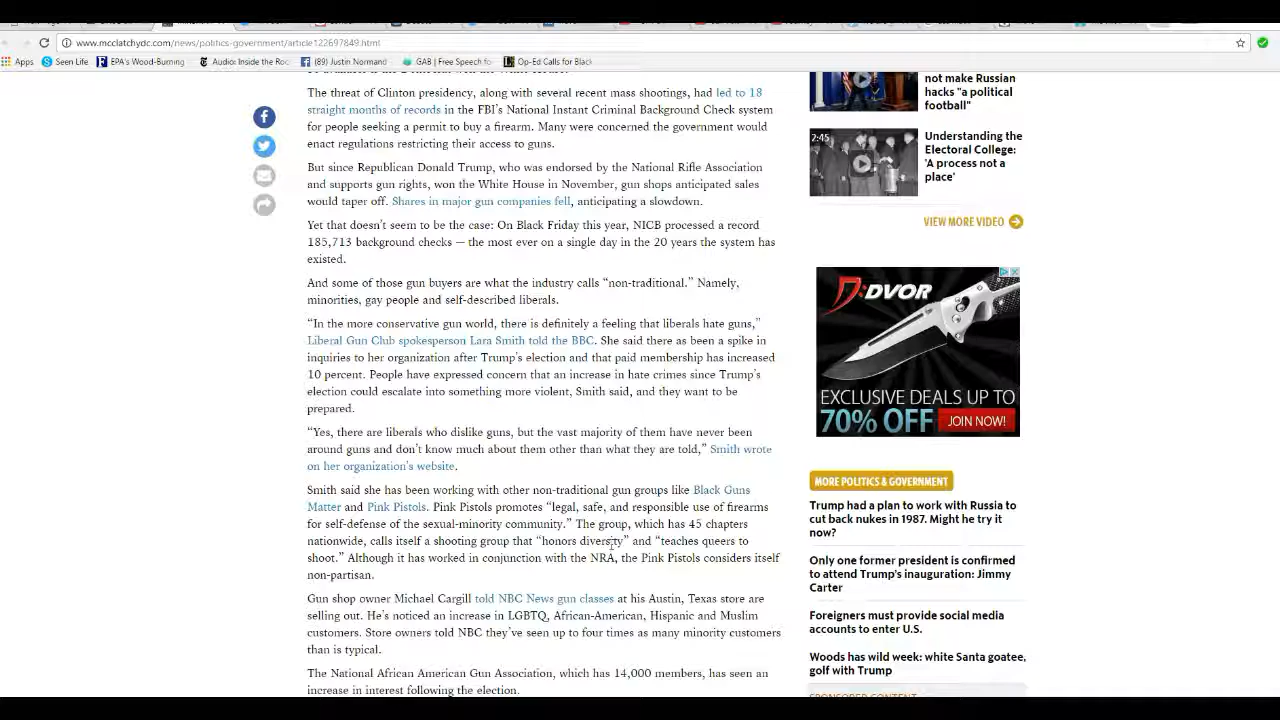 www.mcclatchydc.com/news/politics-government/article122697849.html
Apps
Seen Life
EPA's Wood-Burning
Audio: Inside the Roc
(89) Justin Normand
GAB | Free Speech fo
Op-Ed Calls for Black
The threat of Clinton presidency, along with several recent mass shootings, had led to 18
straight months of records in the FBI's National Instant Criminal Background Check system
for people seeking a permit to buy a firearm. Many were concerned the government would
enact regulations restricting their access to guns.
But since Republican Donald Trump, who was endorsed by the National Rifle Association
and supports gun rights, won the White House in November, gun shops anticipated sales
would taper off. Shares in major gun companies fell, anticipating a slowdown.
Yet that doesn't seem to be the case: On Black Friday this year, NICB processed a record
185,713 background checks — the most ever on a single day in the 20 years the system has
existed.
And some of those gun buyers are what the industry calls “non-traditional.” Namely,
minorities, gay people and self-described liberals.
“In the more conservative gun world, there is definitely a feeling that liberals hate guns,”
Liberal Gun Club spokesperson Lara Smith told the BBC. She said there as been a spike in
inquiries to her organization after Trump's election and that paid membership has increased
10 percent. People have expressed concern that an increase in hate crimes since Trump's
election could escalate into something more violent, Smith said, and they want to be
prepared.
“Yes, there are liberals who dislike guns, but the vast majority of them have never been
around guns and don't know much about them other than what they are told,” Smith wrote
on her organization's website.
Smith said she has been working with other non-traditional gun groups like Black Guns
Matter and Pink Pistols. Pink Pistols promotes “legal, safe, and responsible use of firearms
for self-defense of the sexual-minority community.” The group, which has 45 chapters
nationwide, calls itself a shooting group that “honors diversity” and “teaches queers to
shoot.” Although it has worked in conjunction with the NRA, the Pink Pistols considers itself
non-partisan.
Gun shop owner Michael Cargill told NBC News gun classes at his Austin, Texas store are
selling out. He's noticed an increase in LGBTQ, African-American, Hispanic and Muslim
customers. Store owners told NBC they've seen up to four times as many minority customers
than is typical.
The National African American Gun Association, which has 14,000 members, has seen an
increase in interest following the election.
not make Russian
hacks "a political
football"
2:45
Understanding the
Electoral College:
'A process not a
place'
VIEW MORE VIDEO
DVOR
EXCLUSIVE DEALS UP TO
70% OFF
JOIN NOW!
MORE POLITICS & GOVERNMENT
Trump had a plan to work with Russia to
cut back nukes in 1987. Might he try it
now?
Only one former president is confirmed
to attend Trump's inauguration: Jimmy
Carter
Foreigners must provide social media
accounts to enter U.S.
Woods has wild week: white Santa goatee,
golf with Trump
SPONSORED CONTENT